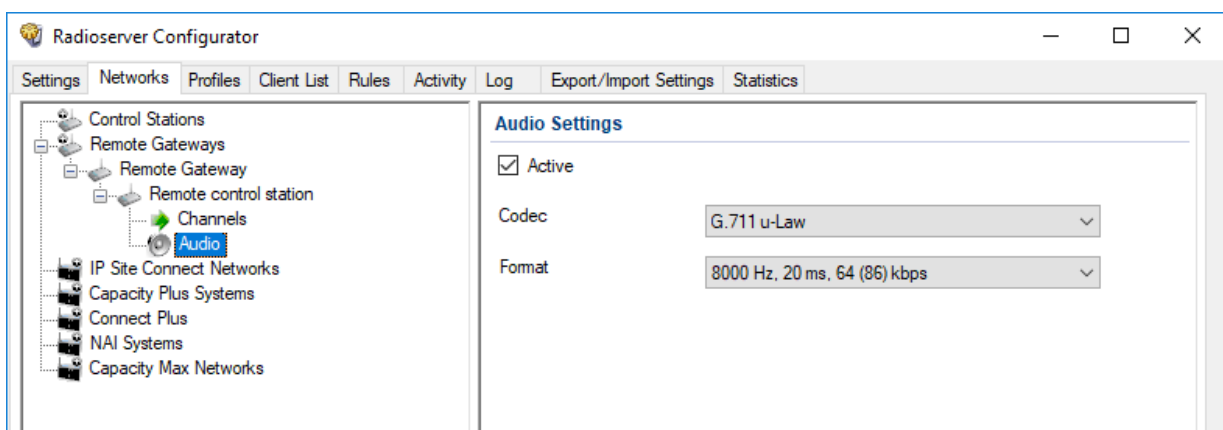 Radioserver Configurator
Settings Networks Profiles Client List Rules Activity Log Export/Import Settings Statistics
Control Stations
Remote Gateways
Remote Gateway
Remote control station
Channels
Audio
IP Site Connect Networks
Capacity Plus Systems
Connect Plus
NAI Systems
Capacity Max Networks
Audio Settings
Active
Codec G.711 u-Law
Format 8000 Hz, 20 ms, 64 (86) kbps